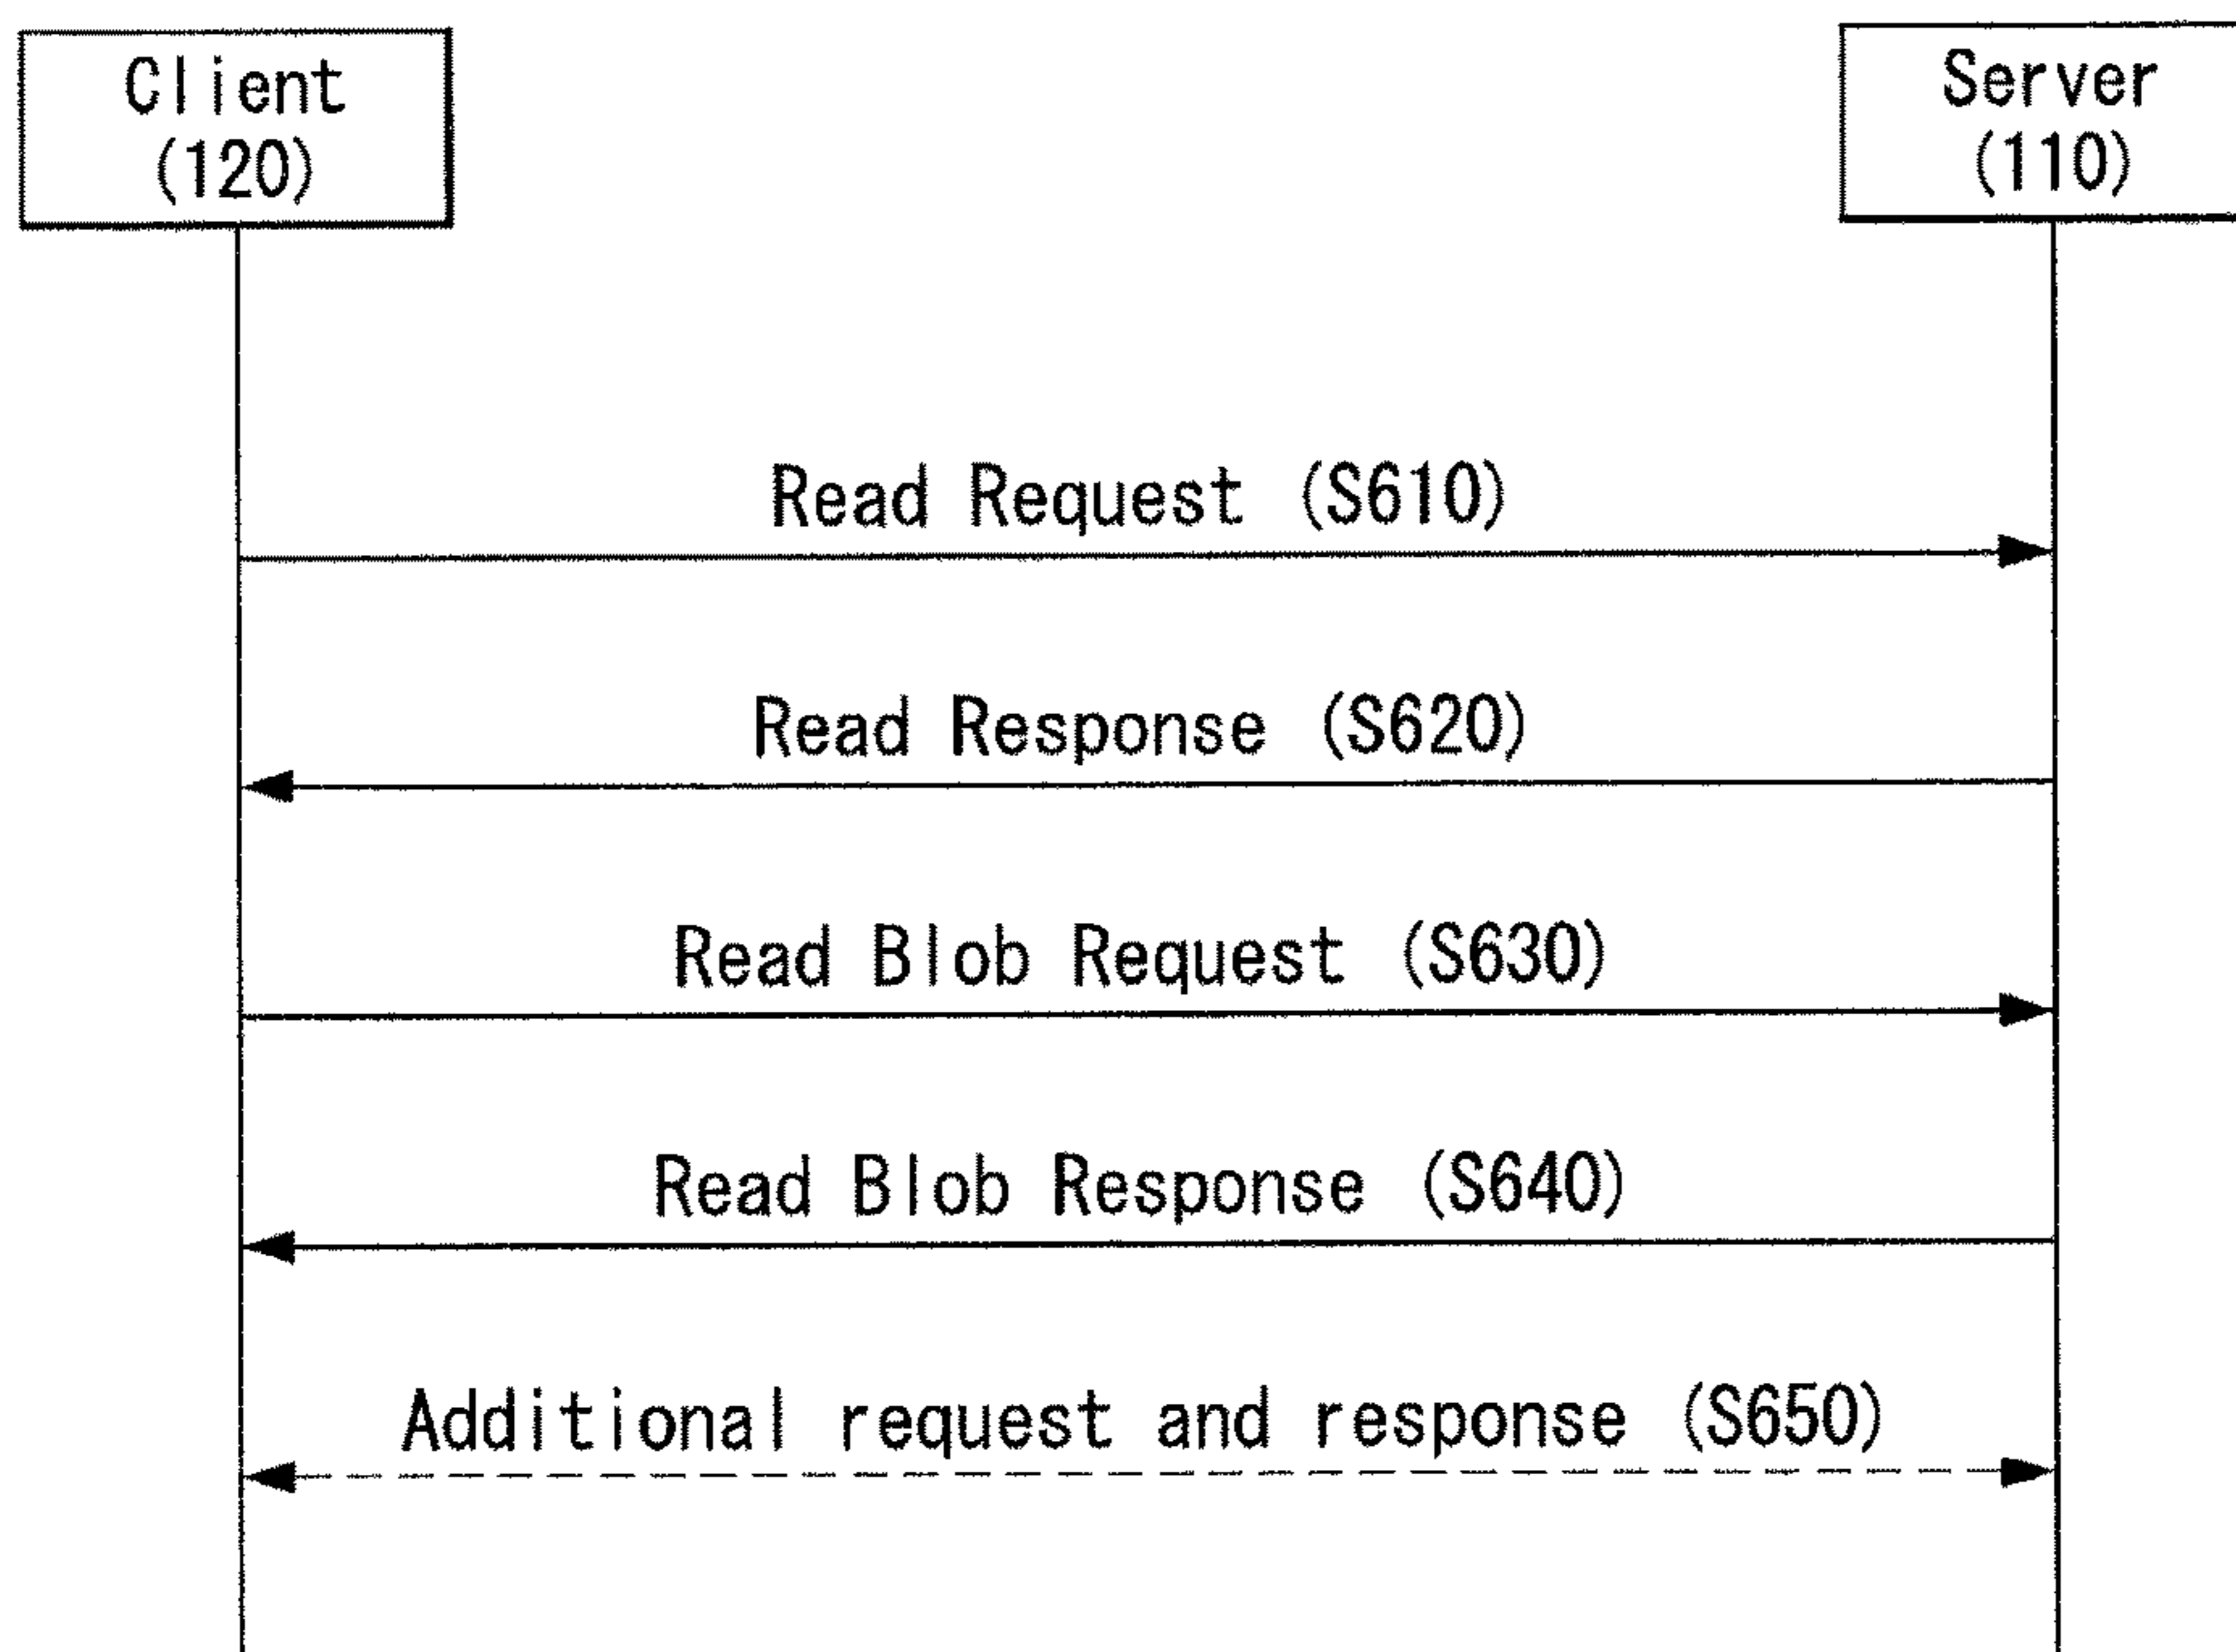 Client
(120)
Server
(110)
Read Request (S610)
Read Response (S620)
Read Blob Request (S630)
Read Blob Response (S640)
Additional request and response (S650)